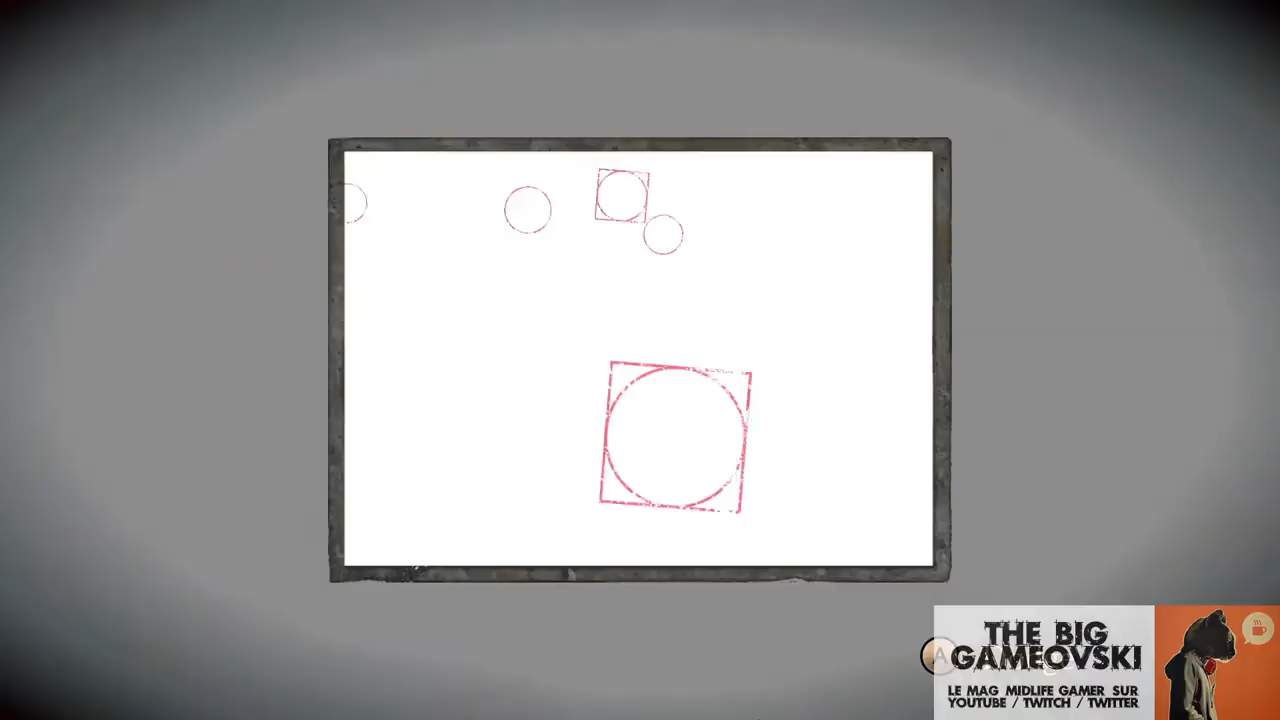 THE BIG
GAMEOVSKI
LE MAG MIDLIFE GAMER SUR
YOUTUBE / TWITCH / TWITTER